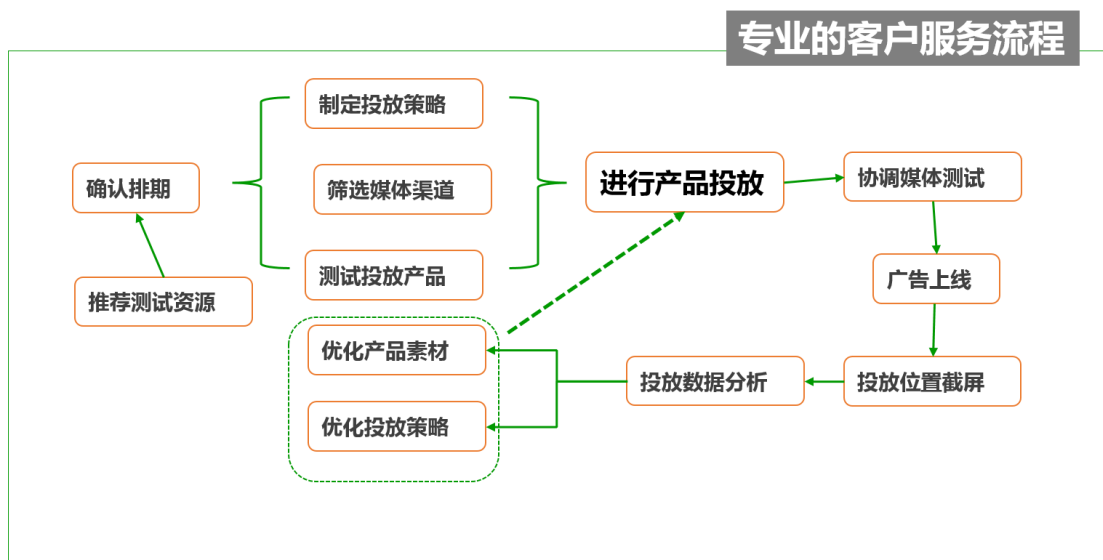 专业的客户服务流程
制定投放策略
确认排期
筛选媒体渠道
进行产品投放
协调媒体测试
推荐测试资源
测试投放产品
广告上线
优化产品素材
投放数据分析
投放位置截屏
优化投放策略